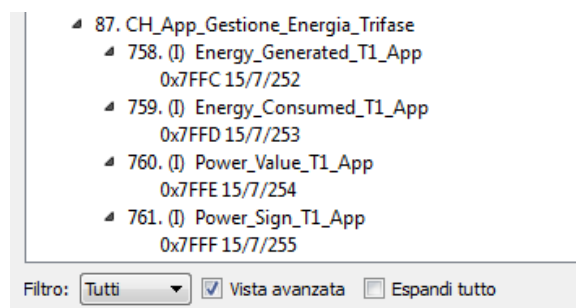 87. CH_App_Gestione_Energia_Trifase
758. (I) Energy_Generated_T1_App
0x7FFC 15/7/252
759. (I) Energy_Consumed_T1_App
0x7FFD 15/7/253
760. (I) Power_Value_T1_App
0x7FFE 15/7/254
761. (I) Power_Sign_T1_App
0x7FFF 15/7/255
Filtro: Tutti Vista avanzata Espandi tutto